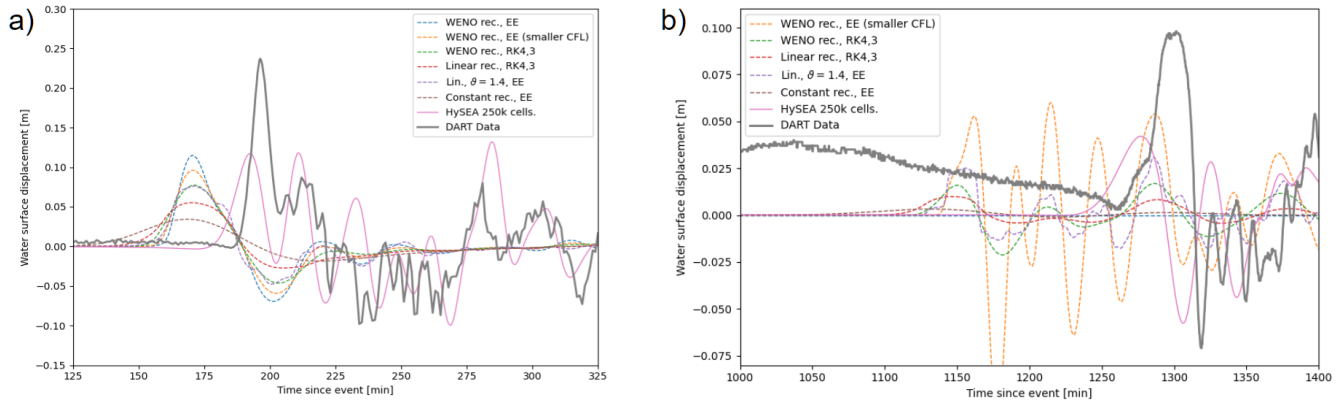 a)
0.30
0.25
0.20
0.15
0.10
0.05
0.00
−0.05
−0.10
−0.15
Water surface displacement [m]
WENO rec., EE
WENO rec., EE (smaller CFL)
WENO rec., RK4,3
Linear rec., RK4,3
Lin., ϑ = 1.4, EE
Constant rec., EE
HySEA 250k cells.
DART Data
125 150 175 200 225 250 275 300 325
Time since event [min]
b)
0.100
0.075
0.050
0.025
0.000
−0.025
−0.050
−0.075
Water surface displacement [m]
WENO rec., EE (smaller CFL)
WENO rec., RK4,3
Linear rec., RK4,3
Lin., ϑ = 1.4, EE
Constant rec., EE
HySEA 250k cells.
DART Data
1000 1050 1100 1150 1200 1250 1300 1350 1400
Time since event [min]